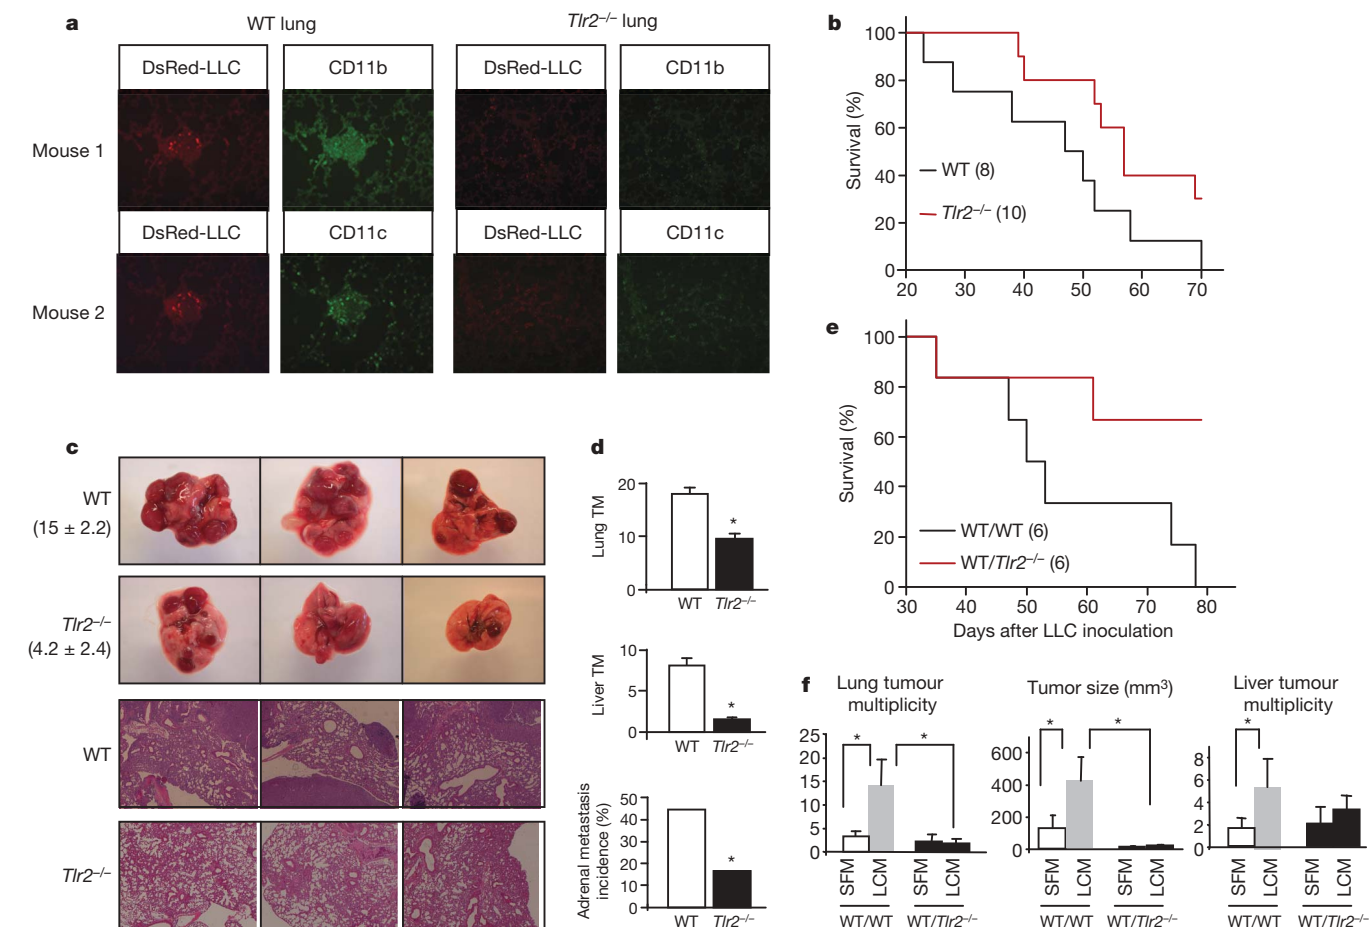 a
WT lung
Tlr2–/– lung
DsRed-LLC
CD11b
DsRed-LLC
CD11b
Mouse 1
DsRed-LLC
CD11c
DsRed-LLC
CD11c
Mouse 2
b
Survival (%)
100
80
60
40
20
0
WT (8)
Tlr2–/– (10)
20 30 40 50 60 70
c
WT
(15 ± 2.2)
Tlr2–/–
(4.2 ± 2.4)
WT
Tlr2–/–
d
Lung TM
20
10
0
*
WT Tlr2–/–
Liver TM
10
5
0
*
WT Tlr2–/–
Adrenal metastasis
incidence (%)
50
40
30
20
10
0
*
WT Tlr2–/–
e
Survival (%)
100
80
60
40
20
0
WT/WT (6)
WT/Tlr2–/– (6)
30 40 50 60 70 80
Days after LLC inoculation
f
Lung tumour
multiplicity
25
20
15
10
5
0
* *
SFM LCM SFM LCM
WT/WT WT/Tlr2–/–
Tumor size (mm³)
600
400
200
0
* *
SFM LCM SFM LCM
WT/WT WT/Tlr2–/–
Liver tumour
multiplicity
8
6
4
2
0
*
SFM LCM SFM LCM
WT/WT WT/Tlr2–/–